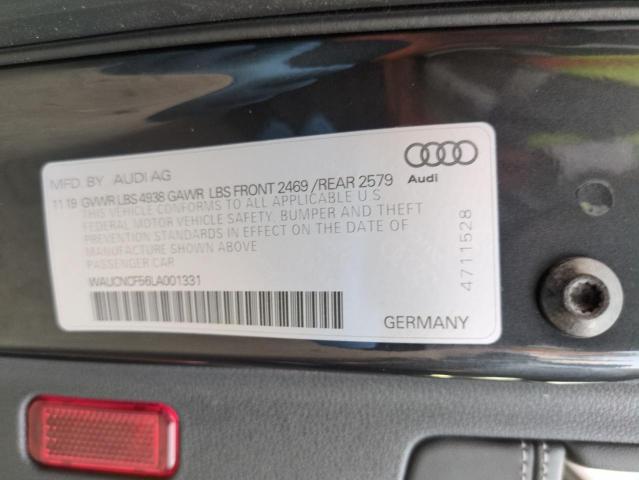 MFD. BY AUDI AG
Audi
11.19 GVWR LBS 4938 GAWR LBS FRONT 2469 /REAR 2579
THIS VEHICLE CONFORMS TO ALL APPLICABLE U S
FEDERAL MOTOR VEHICLE SAFETY, BUMPER AND THEFT
PREVENTION STANDARDS IN EFFECT ON THE DATE OF
MANUFACTURE SHOWN ABOVE
PASSENGER CAR
WAUCNCF56LA001331
4711528
GERMANY